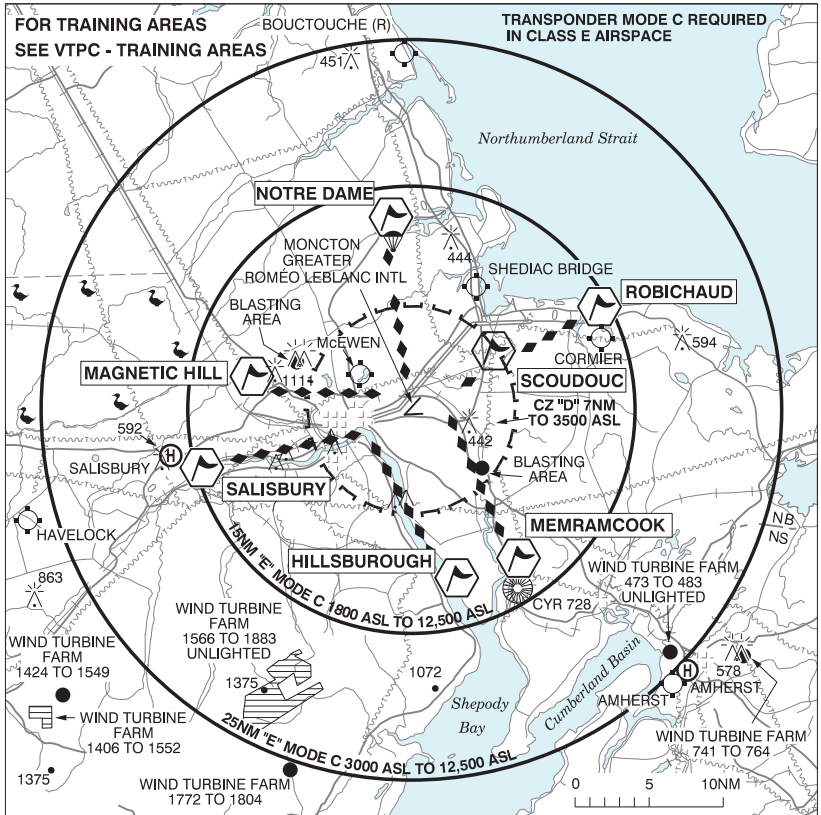 FOR TRAINING AREAS
SEE VTPC - TRAINING AREAS
BOUCTOUCHE (R)
451
TRANSPONDER MODE C REQUIRED
IN CLASS E AIRSPACE
Northumberland Strait
NOTRE DAME
MONCTON
GREATER
ROMÉO LEBLANC INTL
444
SHEDIAC BRIDGE
ROBICHAUD
BLASTING
AREA
McEWEN
594
CORMIER
MAGNETIC HILL
1111
SCOUDOUC
CZ "D" 7NM
TO 3500 ASL
592
H
442
SALISBURY
BLASTING
AREA
SALISBURY
HAVELOCK
MEMRAMCOOK
NB
NS
HILLSBUROUGH
15NM "E" MODE C 1800 ASL TO 12,500 ASL
WIND TURBINE FARM
473 TO 483
UNLIGHTED
863
CYR 728
WIND TURBINE
FARM
1566 TO 1883
UNLIGHTED
WIND TURBINE
FARM
1424 TO 1549
1375
1072
Cumberland Basin
H
578
AMHERST
AMHERST
Shepody
Bay
WIND TURBINE
FARM
1406 TO 1552
WIND TURBINE FARM
741 TO 764
25NM "E" MODE C 3000 ASL TO 12,500 ASL
1375
WIND TURBINE FARM
1772 TO 1804
0 5 10NM